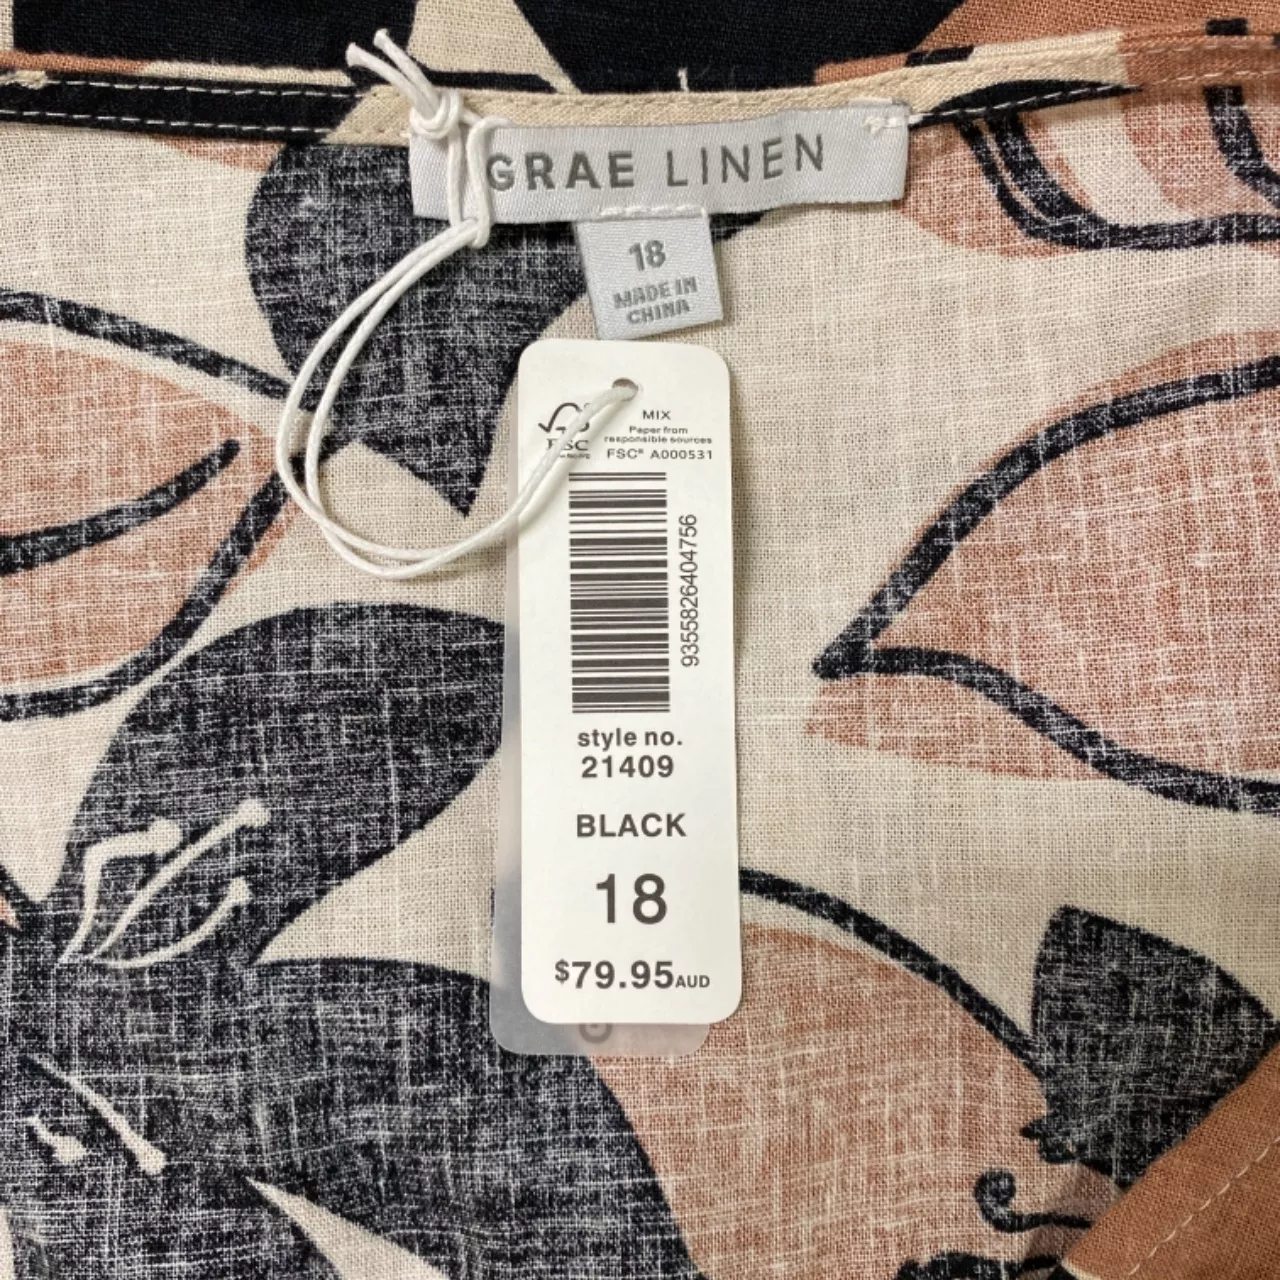 GRAE LINEN
18
MADE IN
CHINA
MIX
Paper from
responsible sources
FSC® A000531
FSC
9355826404756
style no.
21409
BLACK
18
$79.95AUD